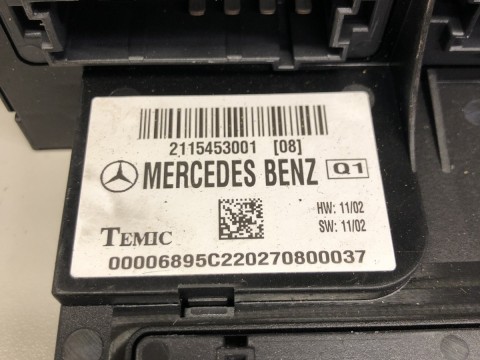 2115453001 [08]
MERCEDES BENZ Q1
HW: 11/02
SW: 11/02
TEMIC
00006895C220270800037